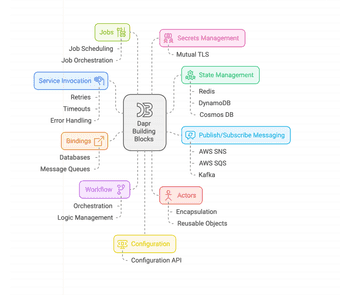 Jobs
Job Scheduling
Job Orchestration
Service Invocation
Retries
Timeouts
Error Handling
Bindings
Databases
Message Queues
Workflow
Orchestration
Logic Management
Dapr
Building
Blocks
Secrets Management
Mutual TLS
State Management
Redis
DynamoDB
Cosmos DB
Publish/Subscribe Messaging
AWS SNS
AWS SQS
Kafka
Actors
Encapsulation
Reusable Objects
Configuration
Configuration API